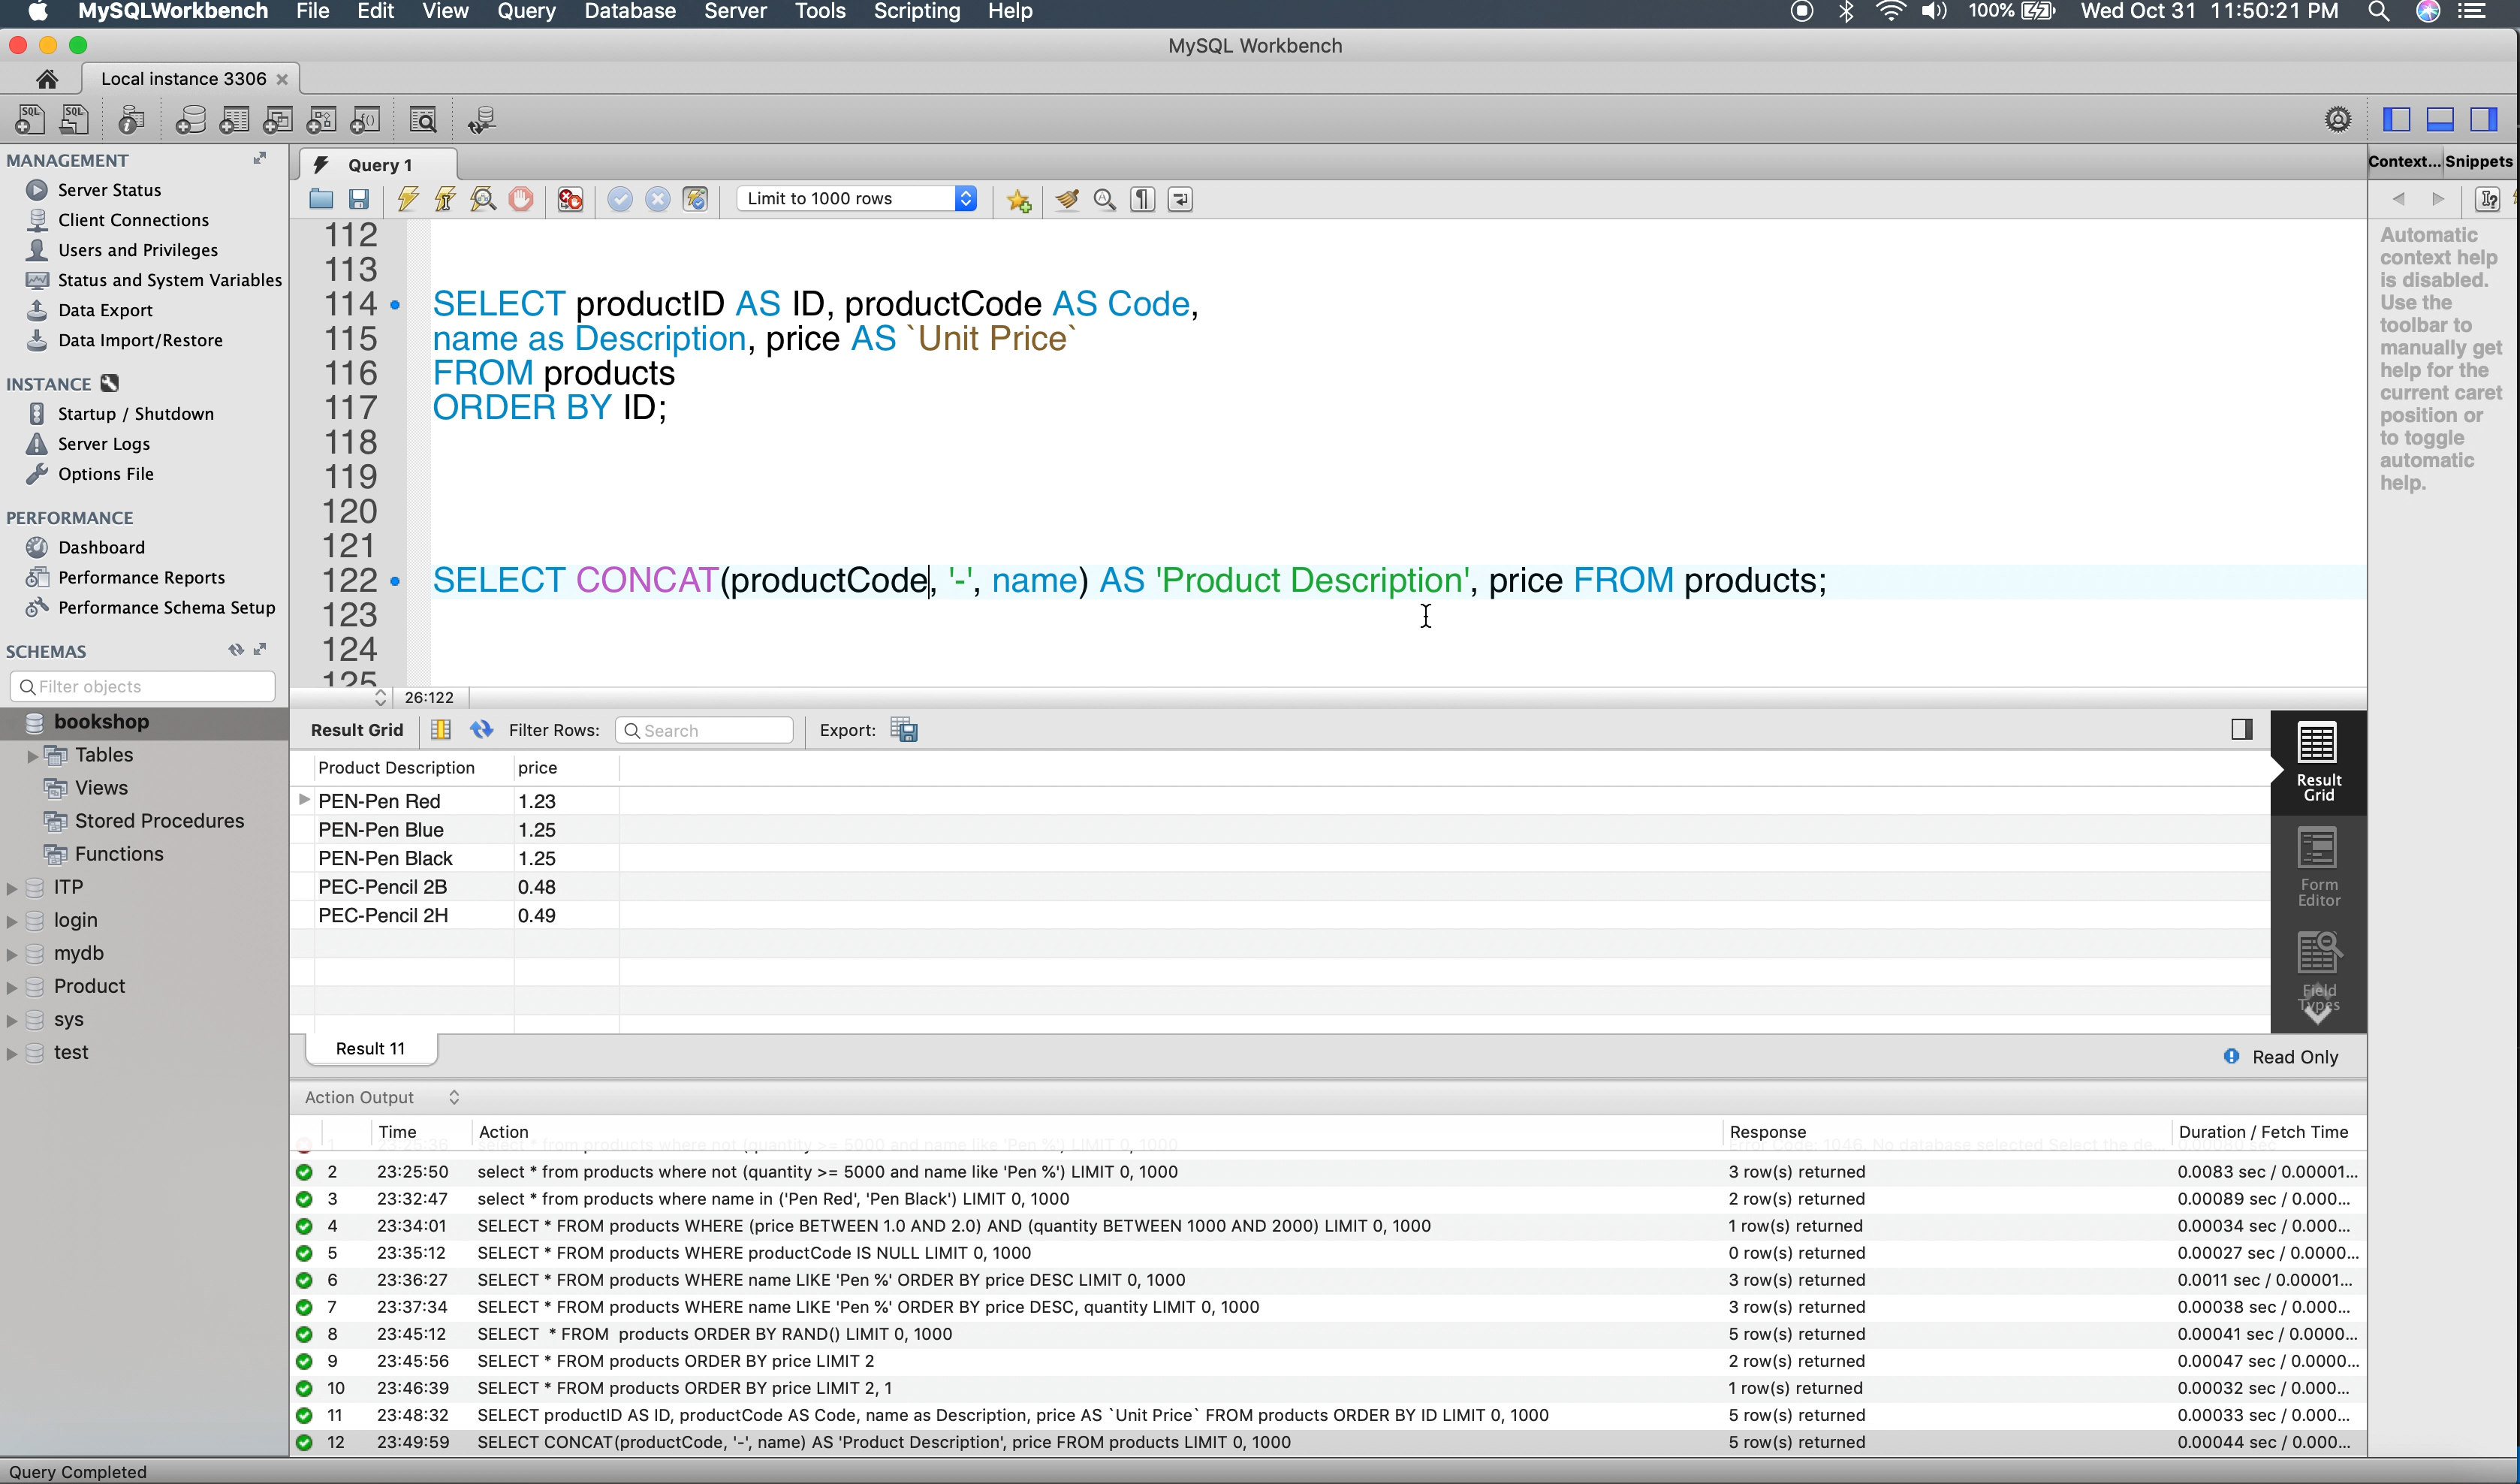 MySQLWorkbench File Edit View Query Database Server Tools Scripting Help 100% Wed Oct 31 11:50:21 PM
MySQL Workbench
Local instance 3306
MANAGEMENT
Server Status
Client Connections
Users and Privileges
Status and System Variables
Data Export
Data Import/Restore
INSTANCE
Startup / Shutdown
Server Logs
Options File
PERFORMANCE
Dashboard
Performance Reports
Performance Schema Setup
SCHEMAS
Filter objects
bookshop
Tables
Views
Stored Procedures
Functions
ITP
login
mydb
Product
sys
test
Query 1
Limit to 1000 rows
112
113
114 SELECT productID AS ID, productCode AS Code,
115 name as Description, price AS `Unit Price`
116 FROM products
117 ORDER BY ID;
118
119
120
121
122 SELECT CONCAT(productCode, '-', name) AS 'Product Description', price FROM products;
123
124
125
26:122
Context... Snippets
Automatic
context help
is disabled.
Use the
toolbar to
manually get
help for the
current caret
position or
to toggle
automatic
help.
Result Grid Filter Rows: Search Export:
Product Description price
PEN-Pen Red 1.23
PEN-Pen Blue 1.25
PEN-Pen Black 1.25
PEC-Pencil 2B 0.48
PEC-Pencil 2H 0.49
Result
Grid
Form
Editor
Field
Types
Result 11 Read Only
Action Output
Time Action Response Duration / Fetch Time
2 23:25:50 select * from products where not (quantity >= 5000 and name like 'Pen %') LIMIT 0, 1000 3 row(s) returned 0.0083 sec / 0.00001...
3 23:32:47 select * from products where name in ('Pen Red', 'Pen Black') LIMIT 0, 1000 2 row(s) returned 0.00089 sec / 0.000...
4 23:34:01 SELECT * FROM products WHERE (price BETWEEN 1.0 AND 2.0) AND (quantity BETWEEN 1000 AND 2000) LIMIT 0, 1000 1 row(s) returned 0.00034 sec / 0.000...
5 23:35:12 SELECT * FROM products WHERE productCode IS NULL LIMIT 0, 1000 0 row(s) returned 0.00027 sec / 0.0000...
6 23:36:27 SELECT * FROM products WHERE name LIKE 'Pen %' ORDER BY price DESC LIMIT 0, 1000 3 row(s) returned 0.0011 sec / 0.00001...
7 23:37:34 SELECT * FROM products WHERE name LIKE 'Pen %' ORDER BY price DESC, quantity LIMIT 0, 1000 3 row(s) returned 0.00038 sec / 0.000...
8 23:45:12 SELECT * FROM products ORDER BY RAND() LIMIT 0, 1000 5 row(s) returned 0.00041 sec / 0.0000...
9 23:45:56 SELECT * FROM products ORDER BY price LIMIT 2 2 row(s) returned 0.00047 sec / 0.0000...
10 23:46:39 SELECT * FROM products ORDER BY price LIMIT 2, 1 1 row(s) returned 0.00032 sec / 0.000...
11 23:48:32 SELECT productID AS ID, productCode AS Code, name as Description, price AS `Unit Price` FROM products ORDER BY ID LIMIT 0, 1000 5 row(s) returned 0.00033 sec / 0.000...
12 23:49:59 SELECT CONCAT(productCode, '-', name) AS 'Product Description', price FROM products LIMIT 0, 1000 5 row(s) returned 0.00044 sec / 0.000...
Query Completed